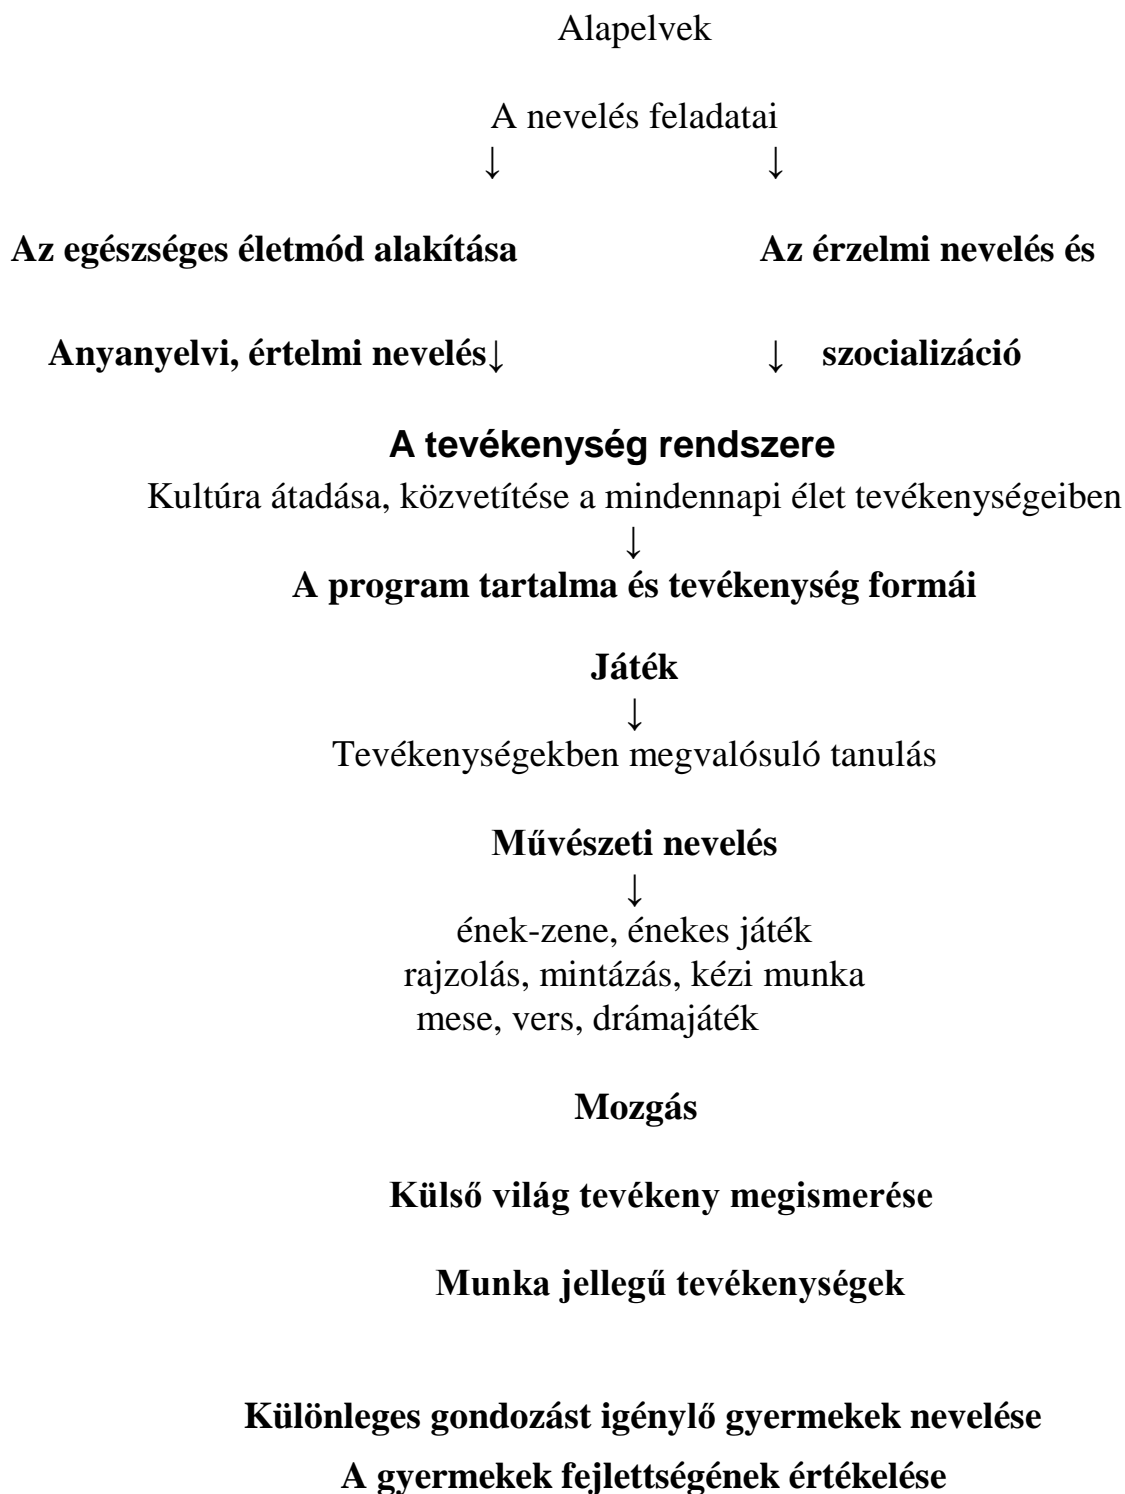 Alapelvek
A nevelés feladatai
↓ ↓
Az egészséges életmód alakítása Az érzelmi nevelés és
Anyanyelvi, értelmi nevelés↓ ↓ szocializáció
A tevékenység rendszere
Kultúra átadása, közvetítése a mindennapi élet tevékenységeiben
↓
A program tartalma és tevékenység formái
Játék
↓
Tevékenységekben megvalósuló tanulás
Művészeti nevelés
↓
ének-zene, énekes játék
rajzolás, mintázás, kézi munka
mese, vers, drámajáték
Mozgás
Külső világ tevékeny megismerése
Munka jellegű tevékenységek
Különleges gondozást igénylő gyermekek nevelése
A gyermekek fejlettségének értékelése